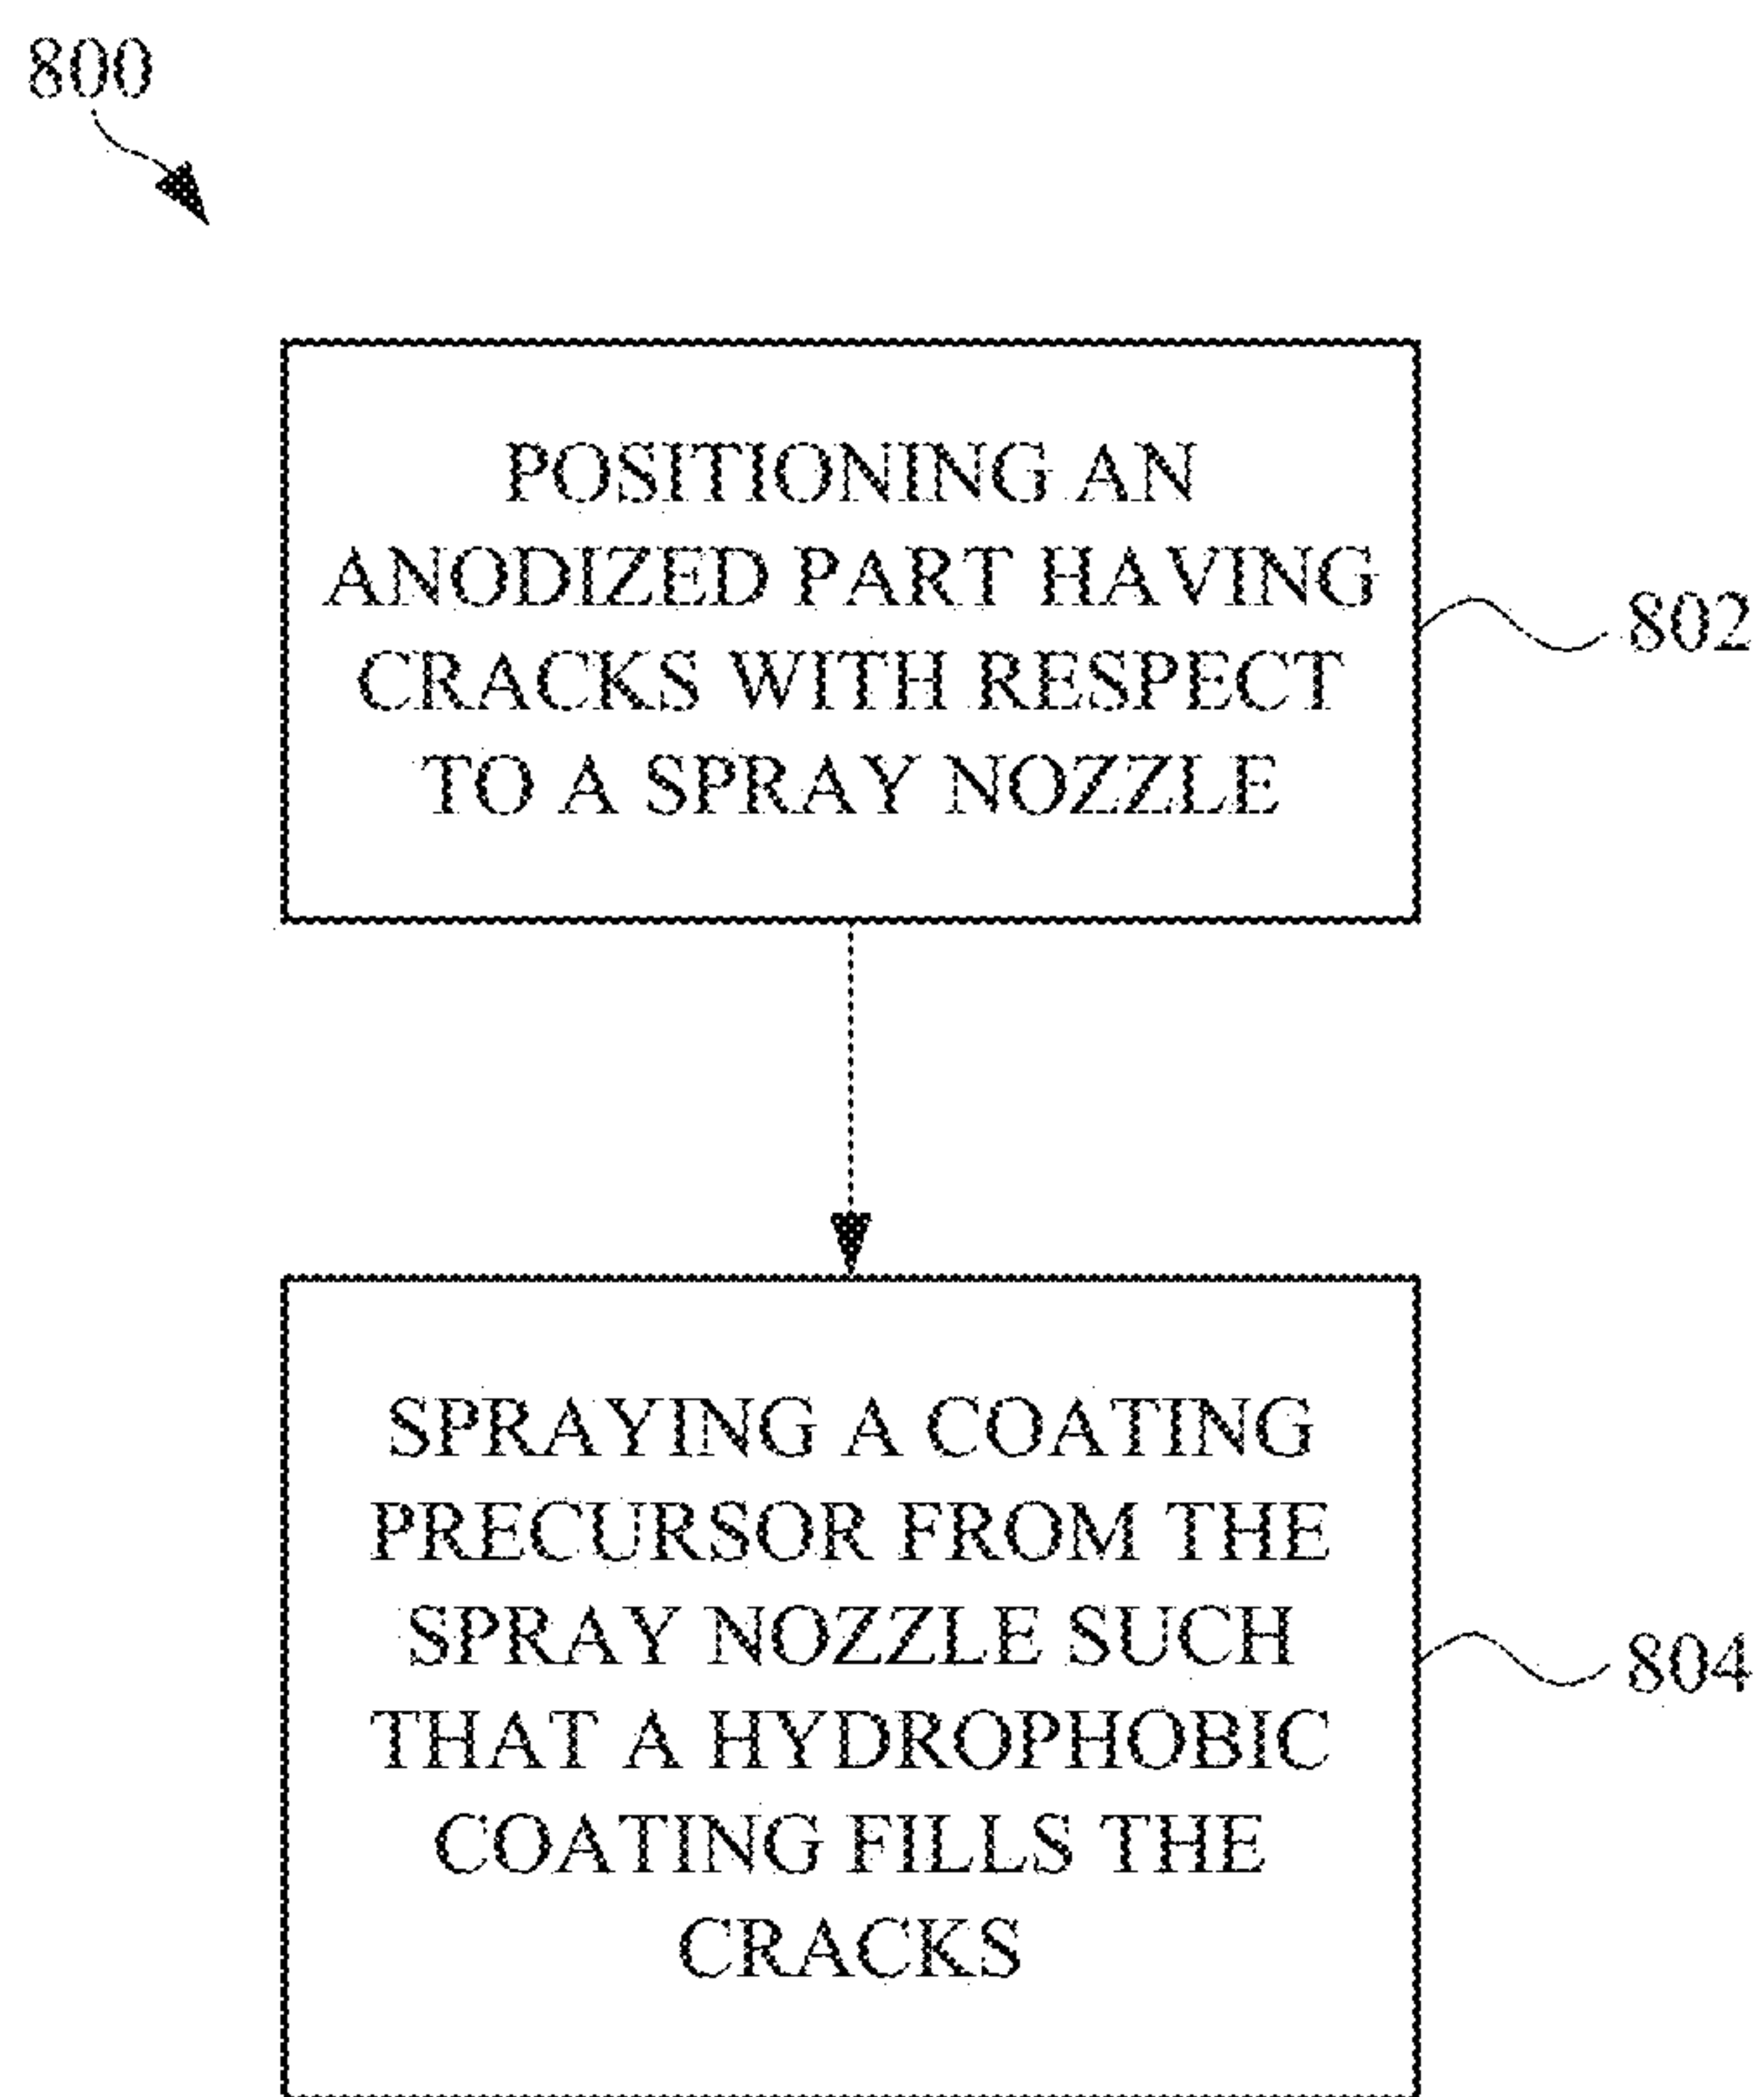 800
POSITIONING AN
ANODIZED PART HAVING
CRACKS WITH RESPECT
TO A SPRAY NOZZLE
802
SPRAYING A COATING
PRECURSOR FROM THE
SPRAY NOZZLE SUCH
THAT A HYDROPHOBIC
COATING FILLS THE
CRACKS
804